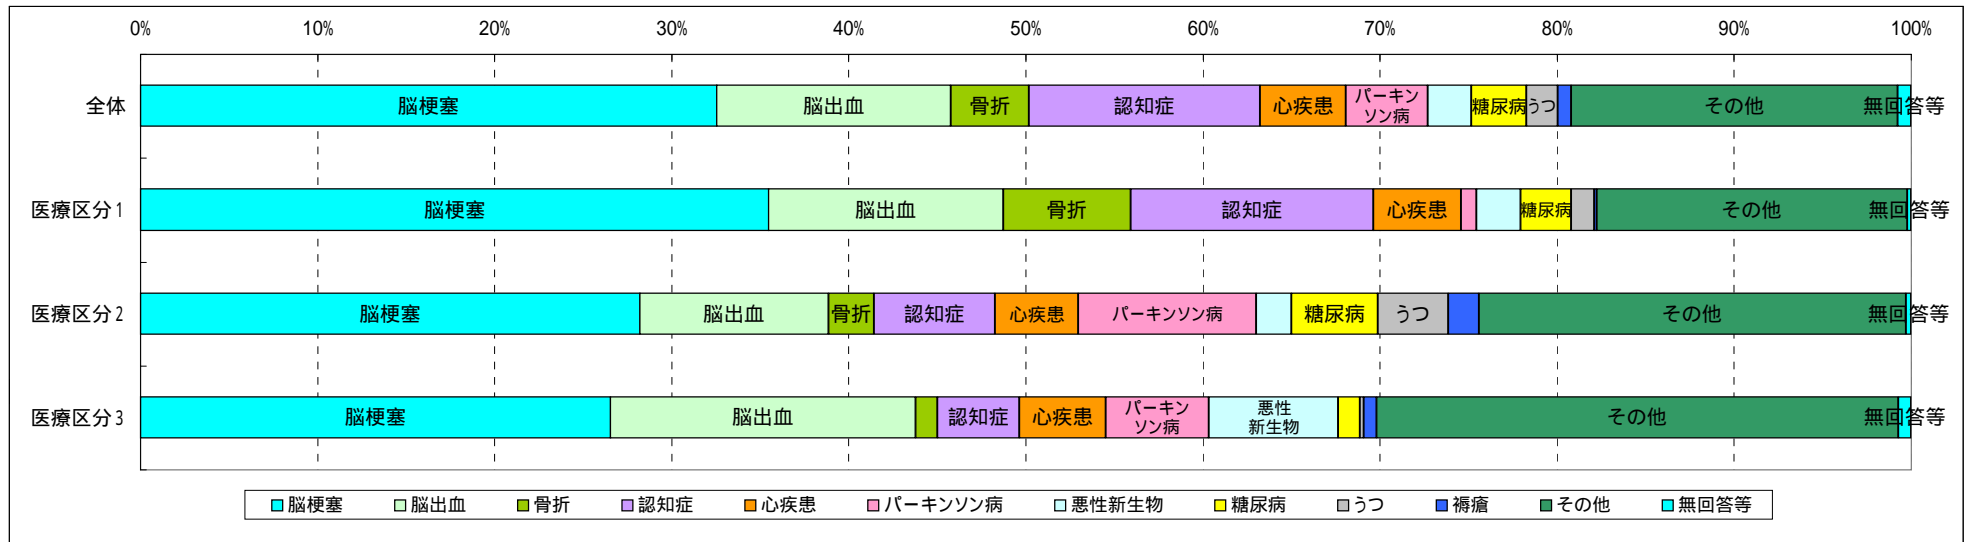 0% 10% 20% 30% 40% 50% 60% 70% 80% 90% 100%
全体 脳梗塞 脳出血 骨折 認知症 心疾患 パーキン
ソン病 糖尿病 うつ その他 無回答等
医療区分1 脳梗塞 脳出血 骨折 認知症 心疾患 糖尿病 その他 無回答等
医療区分2 脳梗塞 脳出血 骨折 認知症 心疾患 パーキンソン病 糖尿病 うつ その他 無回答等
医療区分3 脳梗塞 脳出血 認知症 心疾患 パーキン
ソン病 悪性
新生物 その他 無回答等
脳梗塞 脳出血 骨折 認知症 心疾患 パーキンソン病 悪性新生物 糖尿病 うつ 褥瘡 その他 無回答等